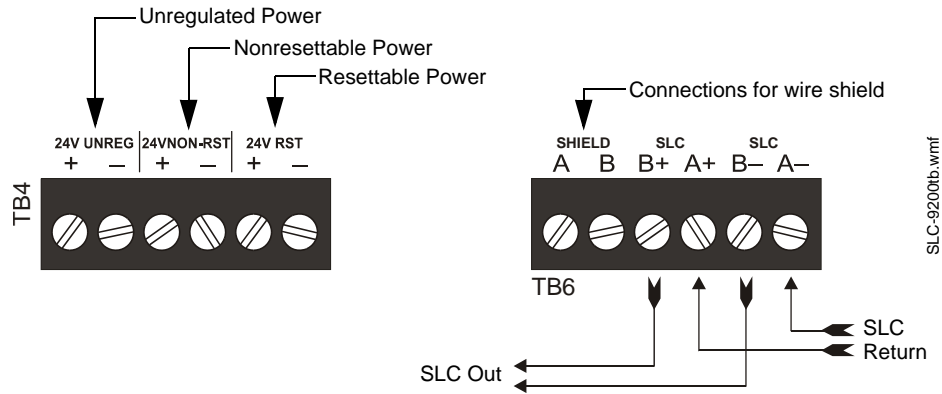 Unregulated Power
Nonresettable Power
Resettable Power
24V UNREG 24VNON-RST 24V RST
+ – + – + –
TB4
Connections for wire shield
SHIELD SLC SLC
A B B+ A+ B– A–
TB6
SLC Out
SLC
Return
SLC-9200tb.wmf